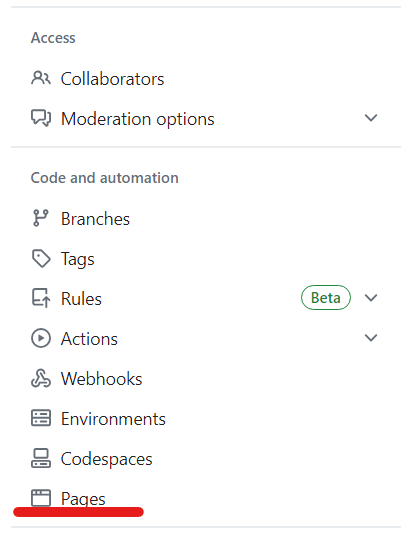 Access
Collaborators
Moderation options
Code and automation
Branches
Tags
Rules Beta
Actions
Webhooks
Environments
Codespaces
Pages